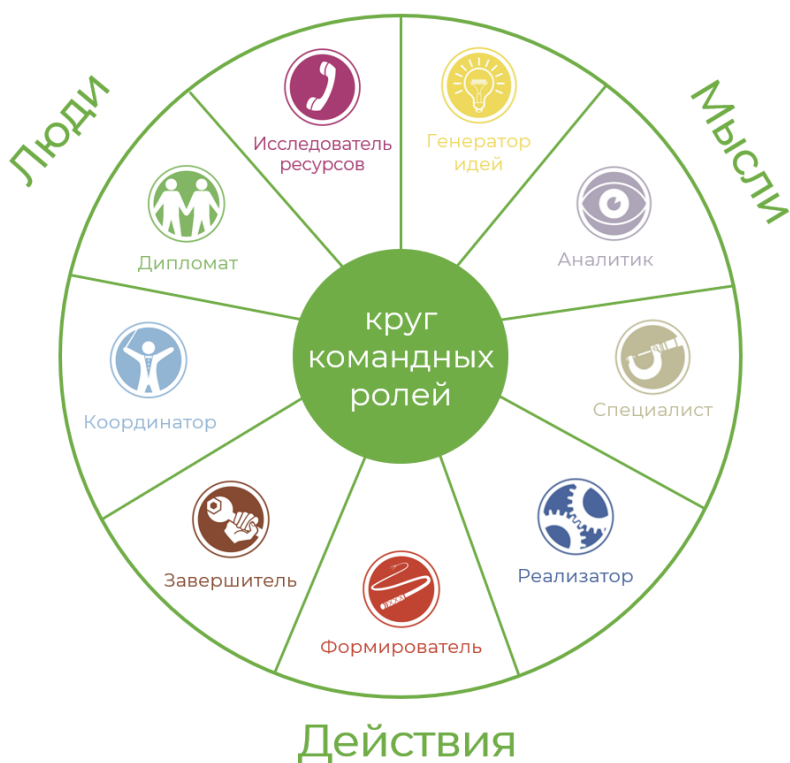 Люди
Мысли
Исследователь
ресурсов
Генератор
идей
Дипломат
Аналитик
круг
командных
ролей
Координатор
Специалист
Завершитель
Реализатор
Формирователь
Действия